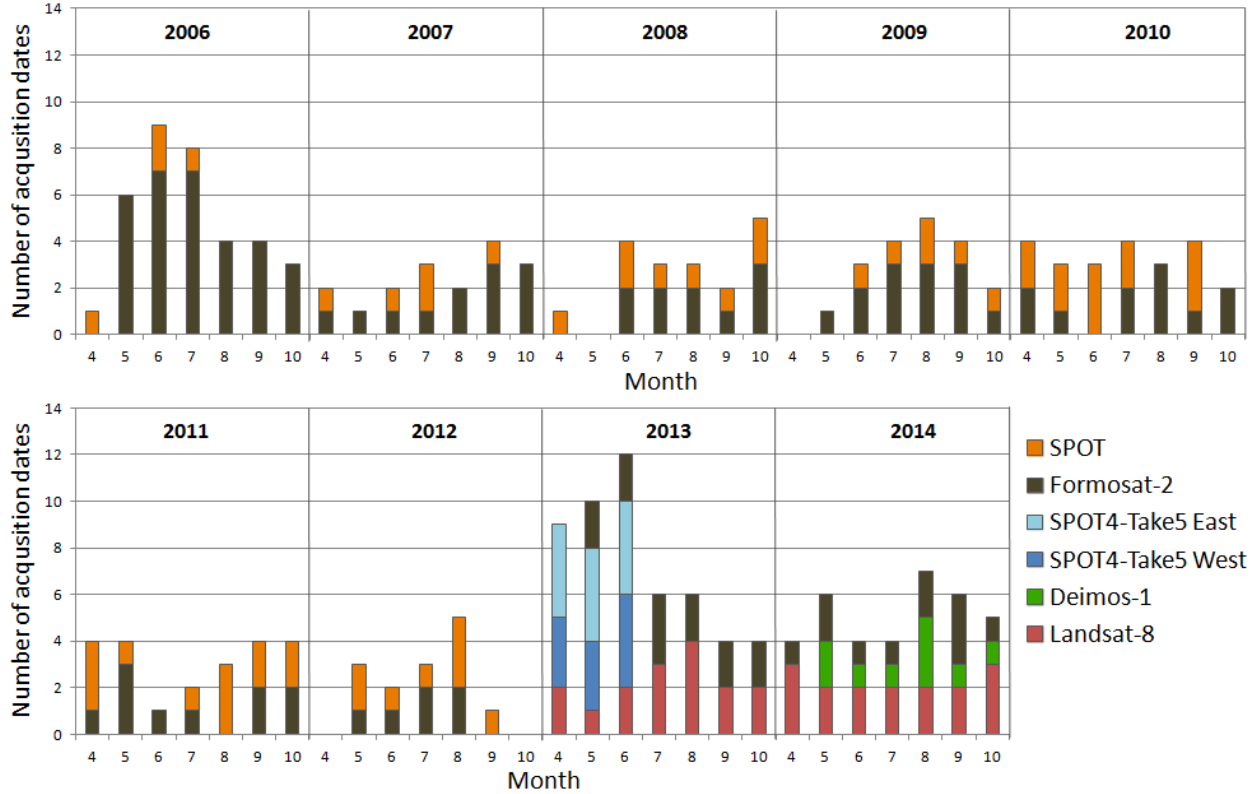 14
2006 2007 2008 2009 2010
12
10
8
6
4
2
0
Number of acqusition dates
4 5 6 7 8 9 10 4 5 6 7 8 9 10 4 5 6 7 8 9 10 4 5 6 7 8 9 10 4 5 6 7 8 9 10
Month
14
2011 2012 2013 2014
12
10
8
6
4
2
0
Number of acqusition dates
4 5 6 7 8 9 10 4 5 6 7 8 9 10 4 5 6 7 8 9 10 4 5 6 7 8 9 10
Month
SPOT
Formosat-2
SPOT4-Take5 East
SPOT4-Take5 West
Deimos-1
Landsat-8